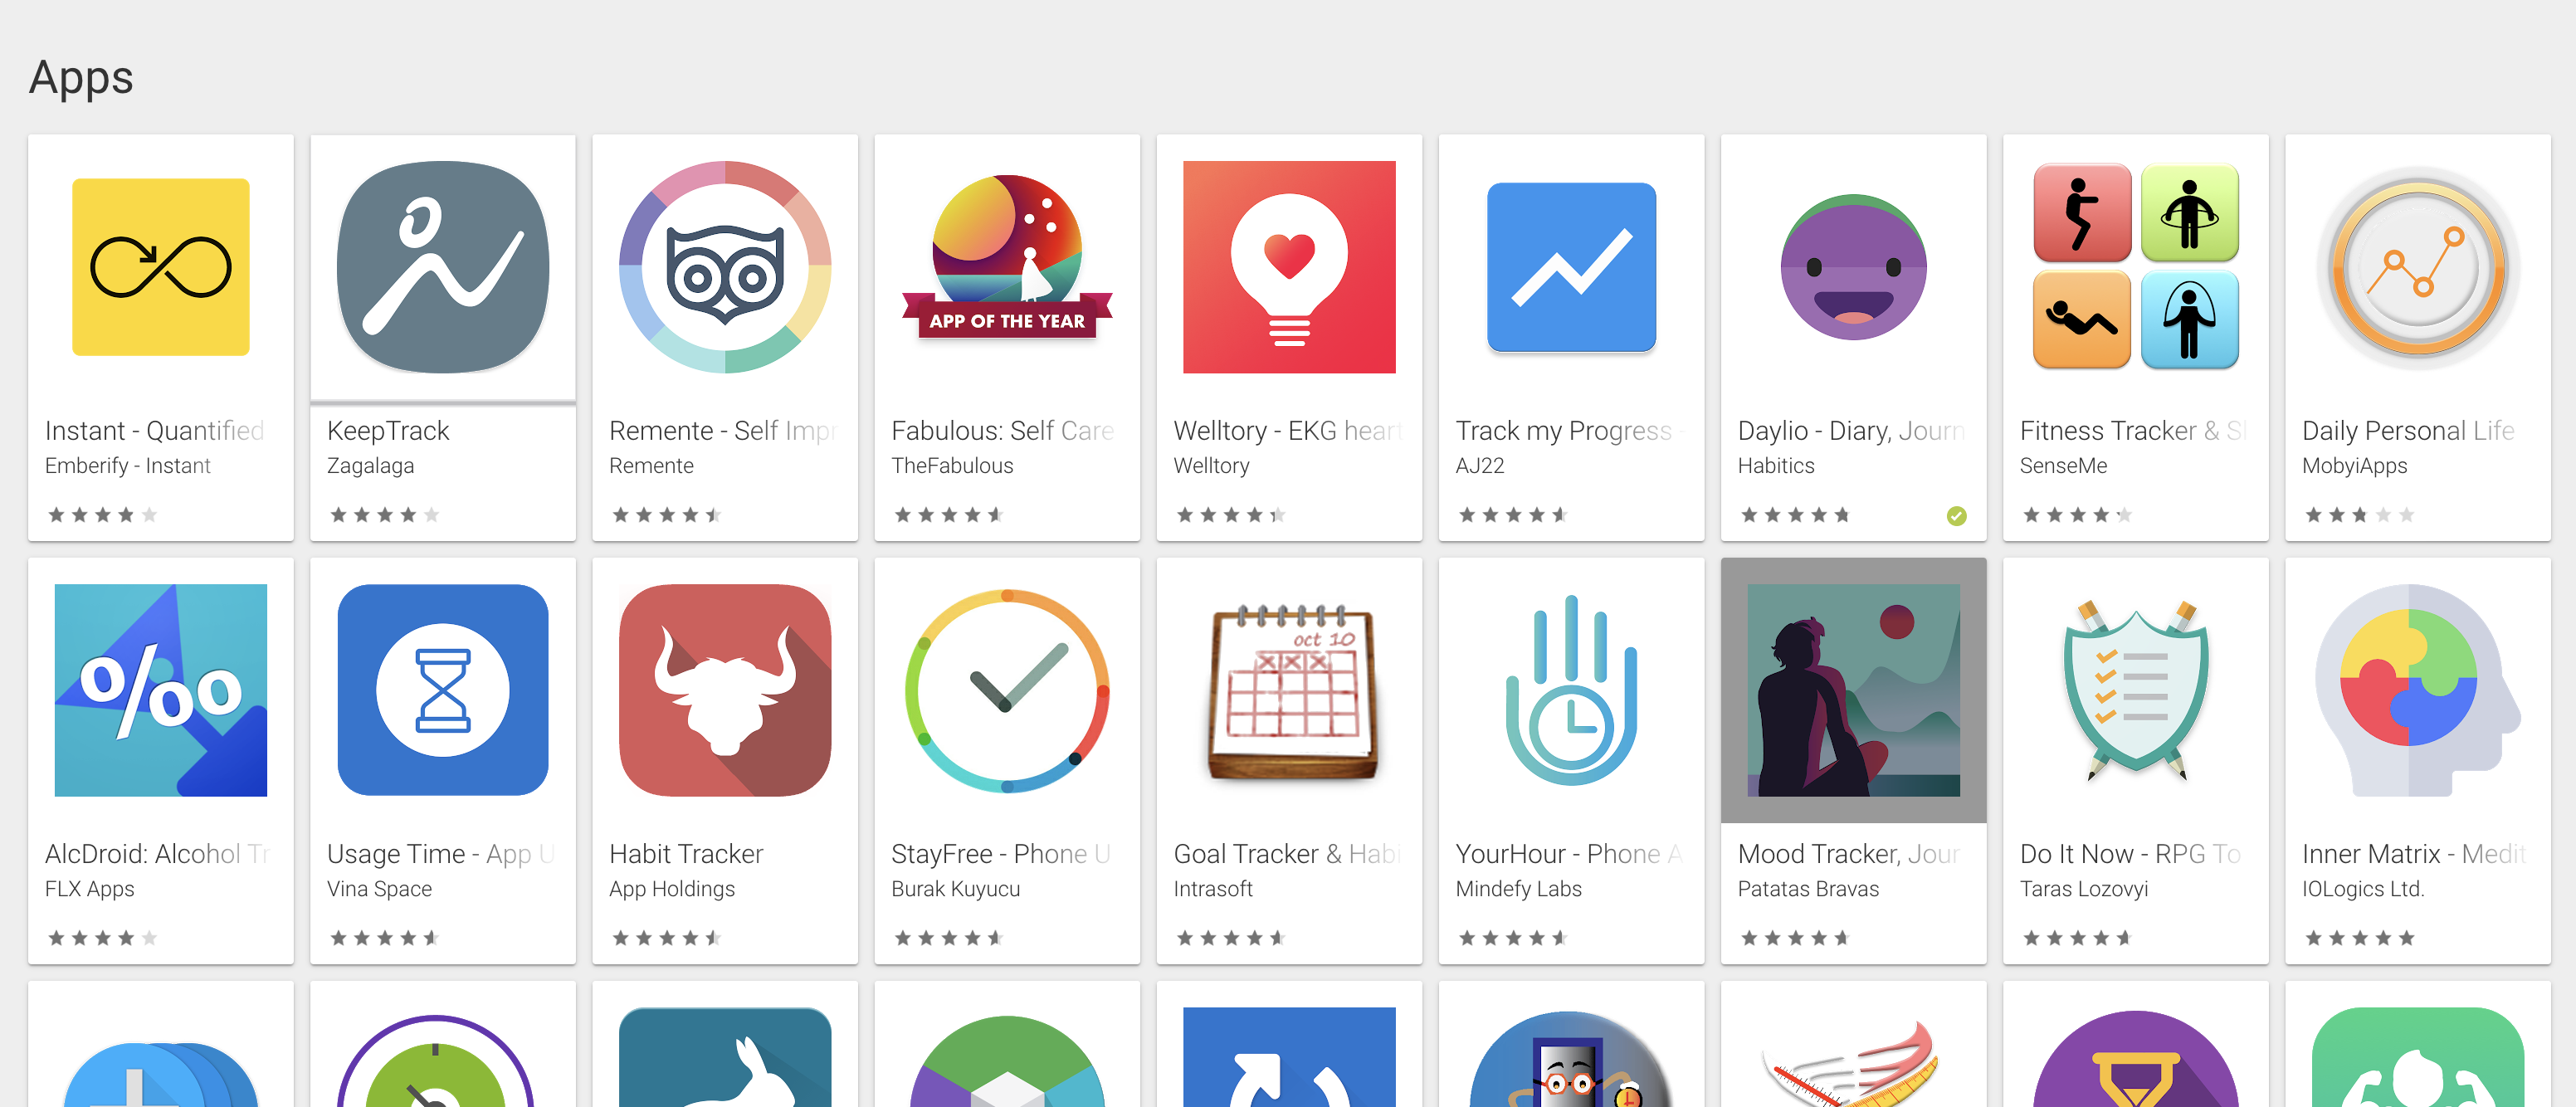 Apps
APP OF THE YEAR
Instant - Quantified
Emberify - Instant
KeepTrack
Zagalaga
Remente - Self Impr
Remente
Fabulous: Self Care
TheFabulous
Welltory - EKG heart
Welltory
Track my Progress -
AJ22
Daylio - Diary, Journ
Habitics
Fitness Tracker & Sl
SenseMe
Daily Personal Life
MobyiApps
‰
oct 10
AlcDroid: Alcohol Tr
FLX Apps
Usage Time - App U
Vina Space
Habit Tracker
App Holdings
StayFree - Phone U
Burak Kuyucu
Goal Tracker & Habi
Intrasoft
YourHour - Phone A
Mindefy Labs
Mood Tracker, Jour
Patatas Bravas
Do It Now - RPG To
Taras Lozovyi
Inner Matrix - Medit
IOLogics Ltd.